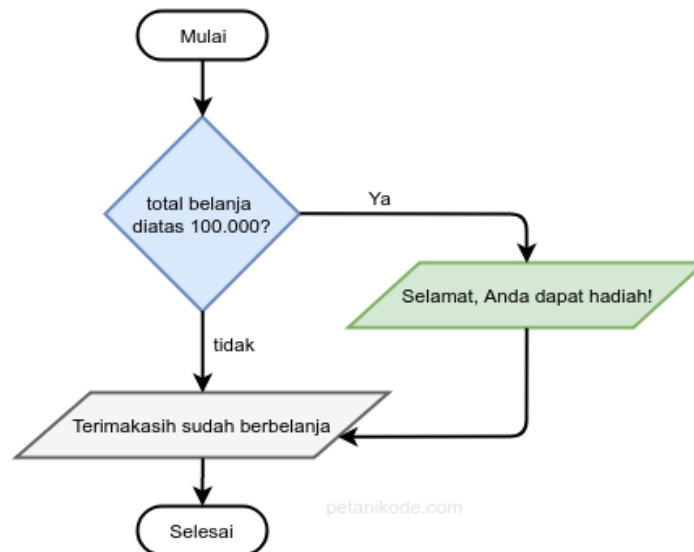 Mulai
total belanja
diatas 100.000?
Ya
Selamat, Anda dapat hadiah!
tidak
Terimakasih sudah berbelanja
Selesai
petanikode.com